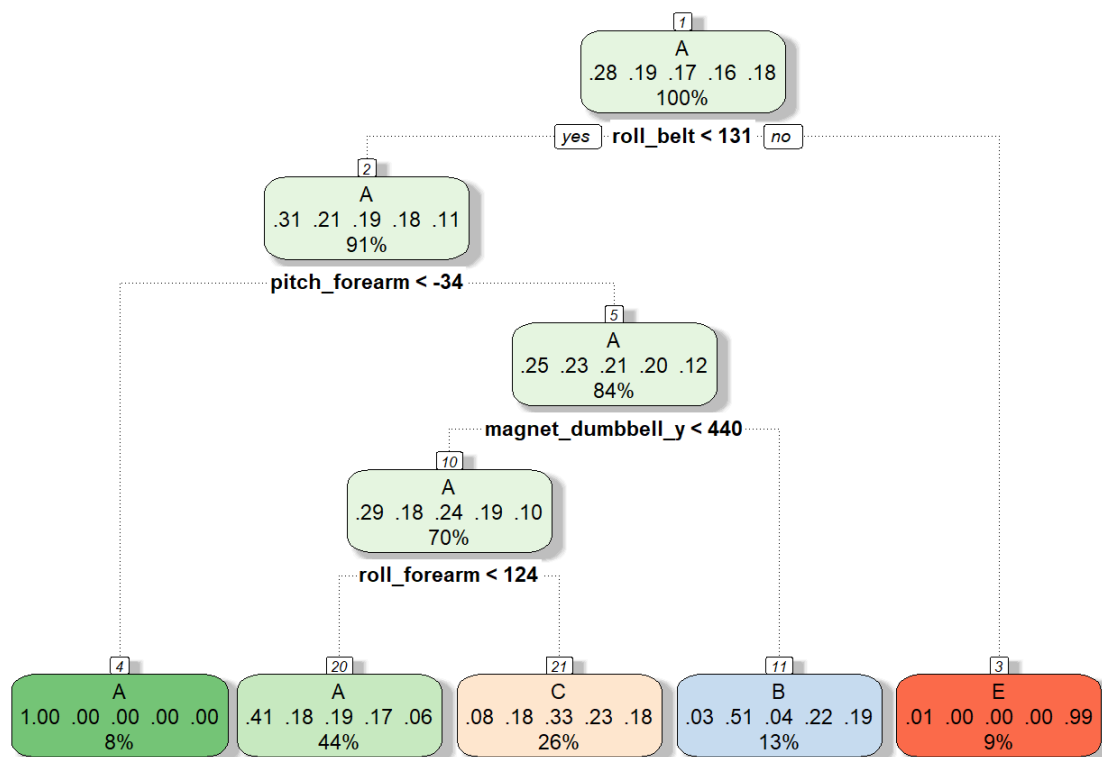 1
A
.28 .19 .17 .16 .18
100%
yes roll_belt < 131 no
2
A
.31 .21 .19 .18 .11
91%
pitch_forearm < -34
5
A
.25 .23 .21 .20 .12
84%
magnet_dumbbell_y < 440
10
A
.29 .18 .24 .19 .10
70%
roll_forearm < 124
4
A
1.00 .00 .00 .00 .00
8%
20
A
.41 .18 .19 .17 .06
44%
21
C
.08 .18 .33 .23 .18
26%
11
B
.03 .51 .04 .22 .19
13%
3
E
.01 .00 .00 .00 .99
9%